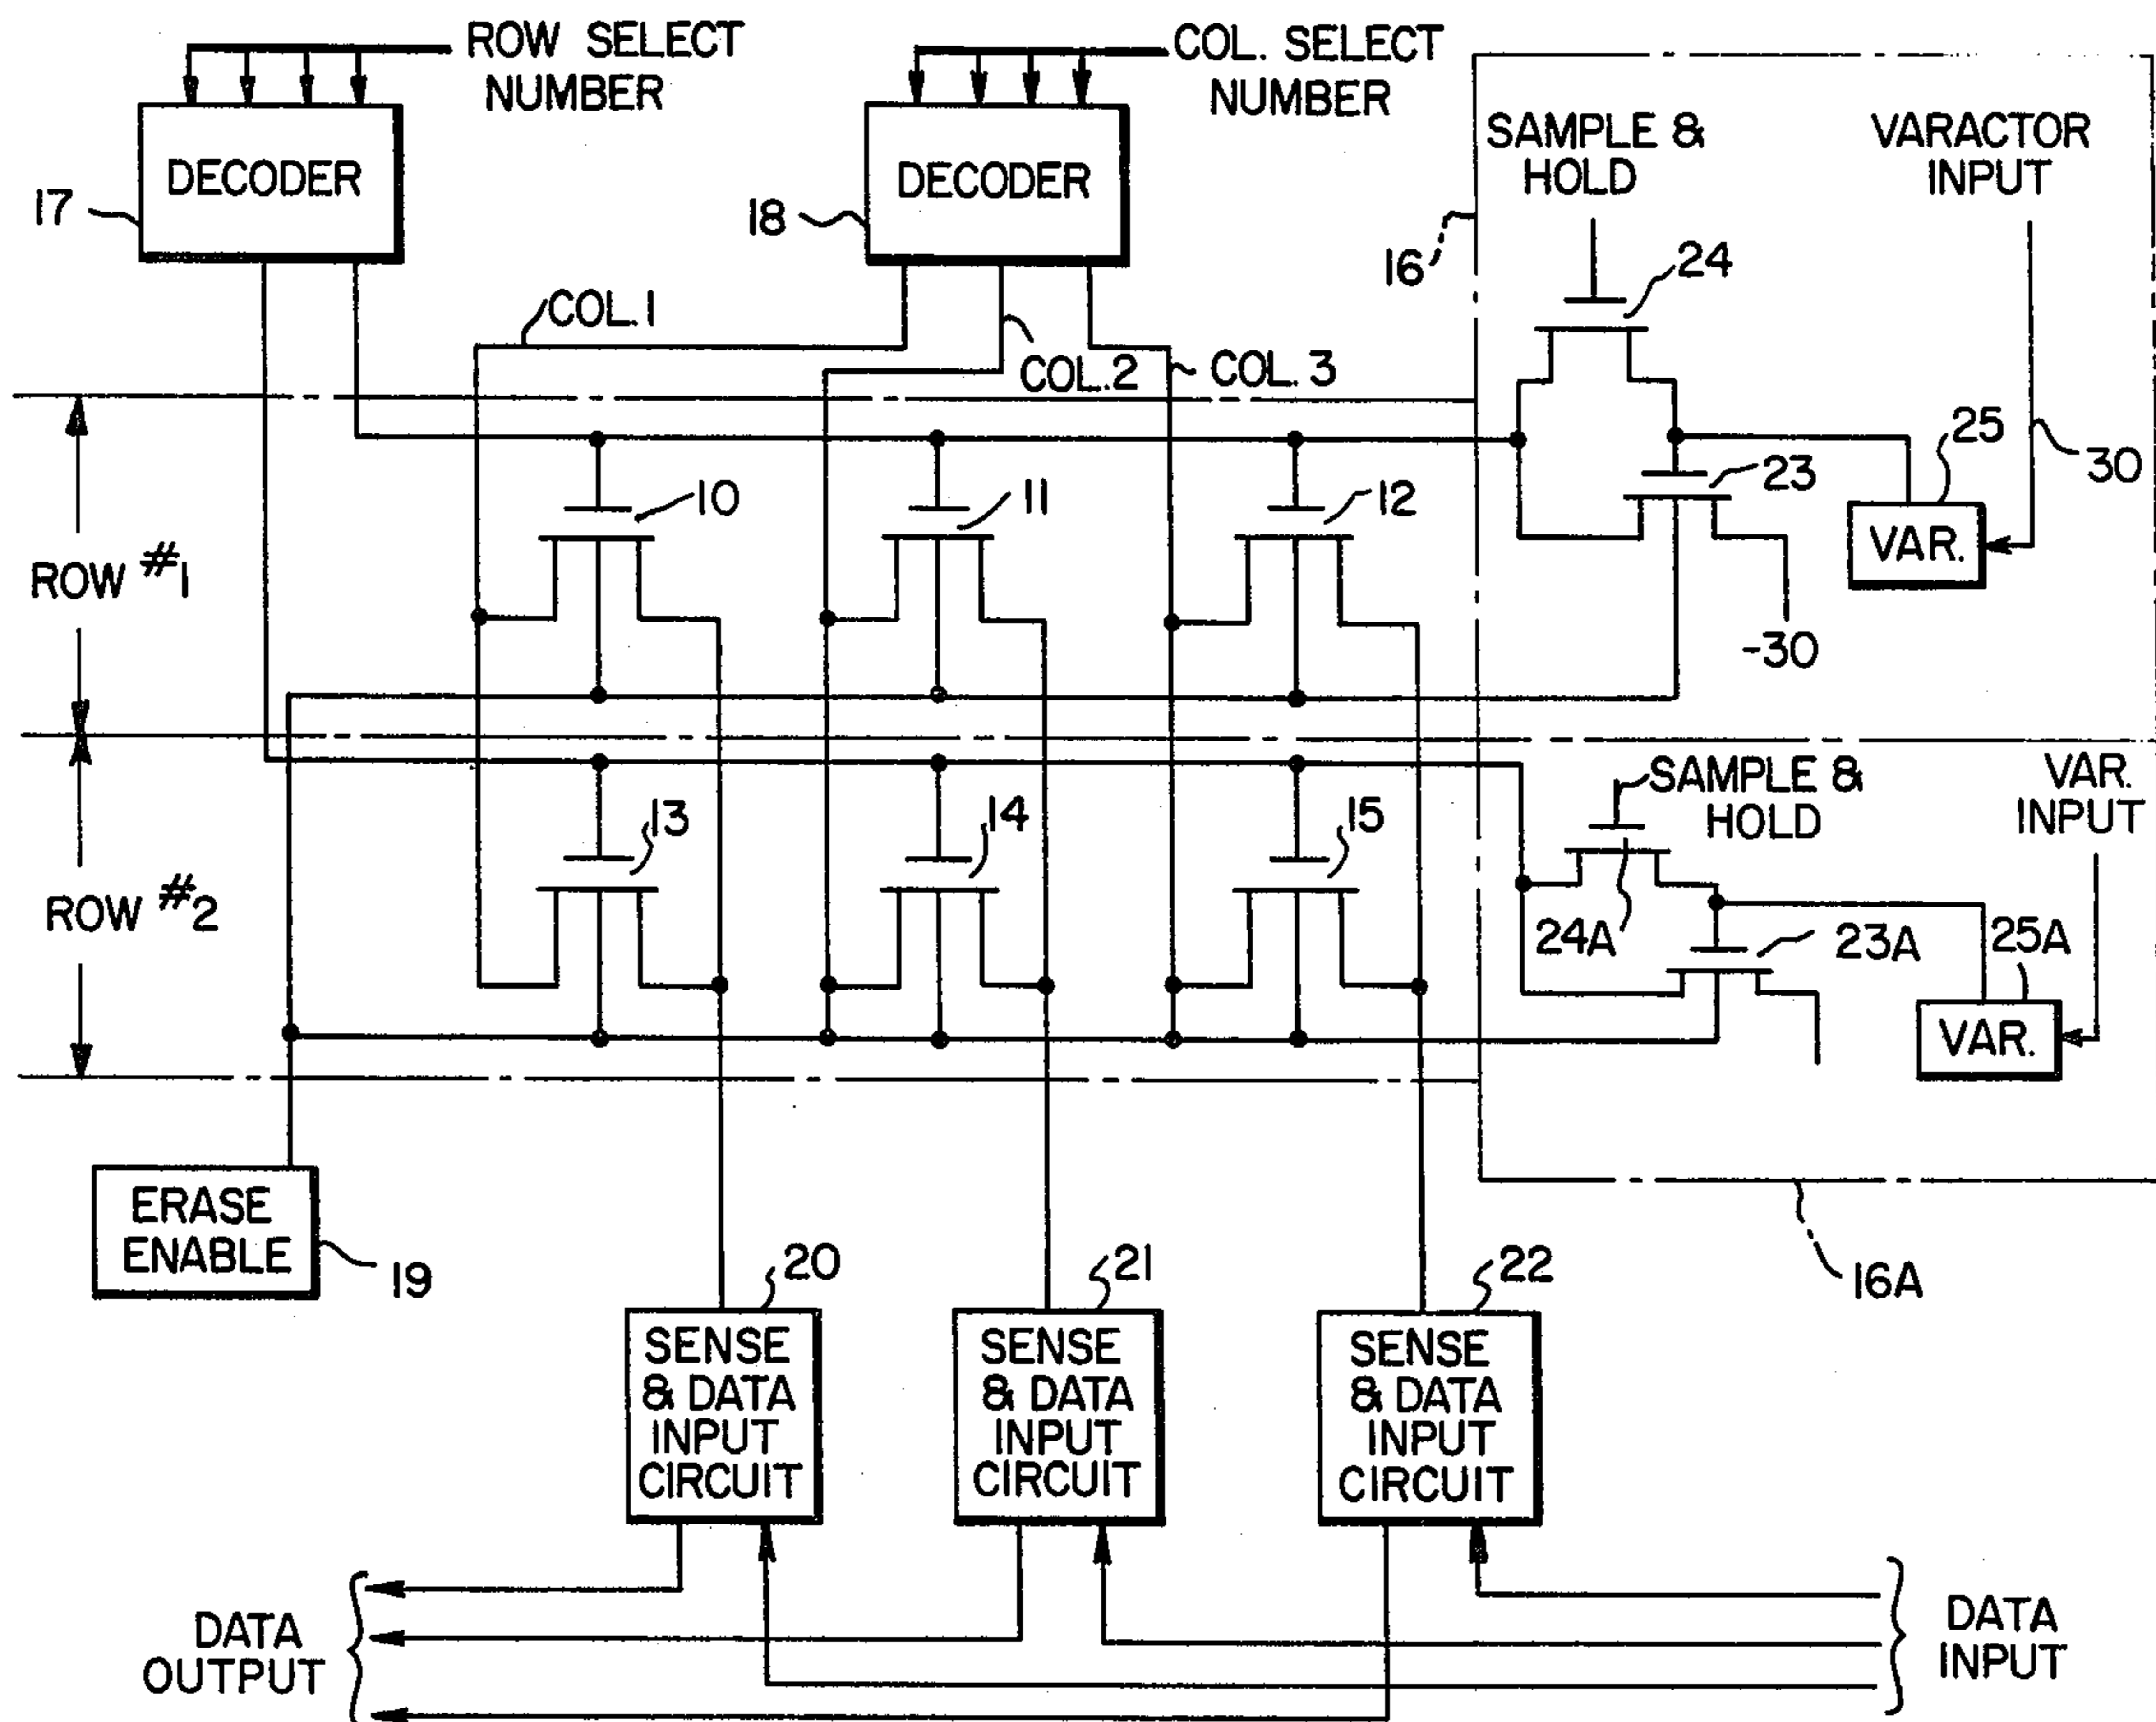 ROW SELECT
NUMBER
COL. SELECT
NUMBER
DECODER
17
DECODER
18
SAMPLE &
HOLD
VARACTOR
INPUT
16
24
COL.1
COL.2
COL. 3
25
30
23
VAR.
-30
ROW #1
10
11
12
ROW #2
13
14
15
SAMPLE &
HOLD
VAR.
INPUT
24A
23A
25A
VAR.
ERASE
ENABLE
19
16A
20
21
22
SENSE
& DATA
INPUT
CIRCUIT
SENSE
& DATA
INPUT
CIRCUIT
SENSE
& DATA
INPUT
CIRCUIT
DATA
OUTPUT
DATA
INPUT